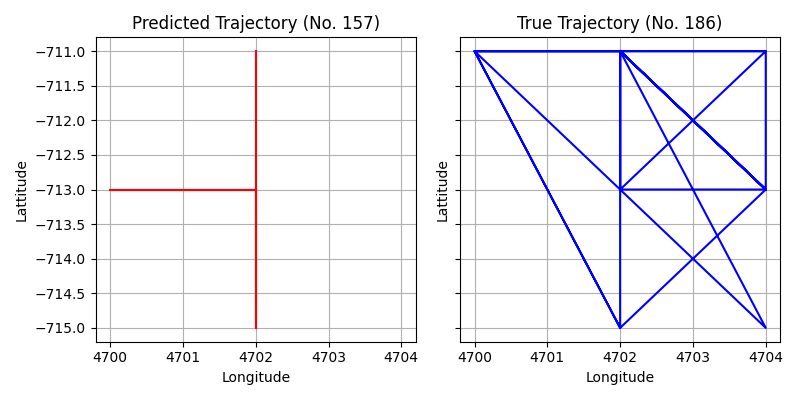 Predicted Trajectory (No. 157)
True Trajectory (No. 186)
−711.0
−711.5
−712.0
−712.5
−713.0
−713.5
−714.0
−714.5
−715.0
Lattitude
Lattitude
4700 4701 4702 4703 4704
4700 4701 4702 4703 4704
Longitude
Longitude